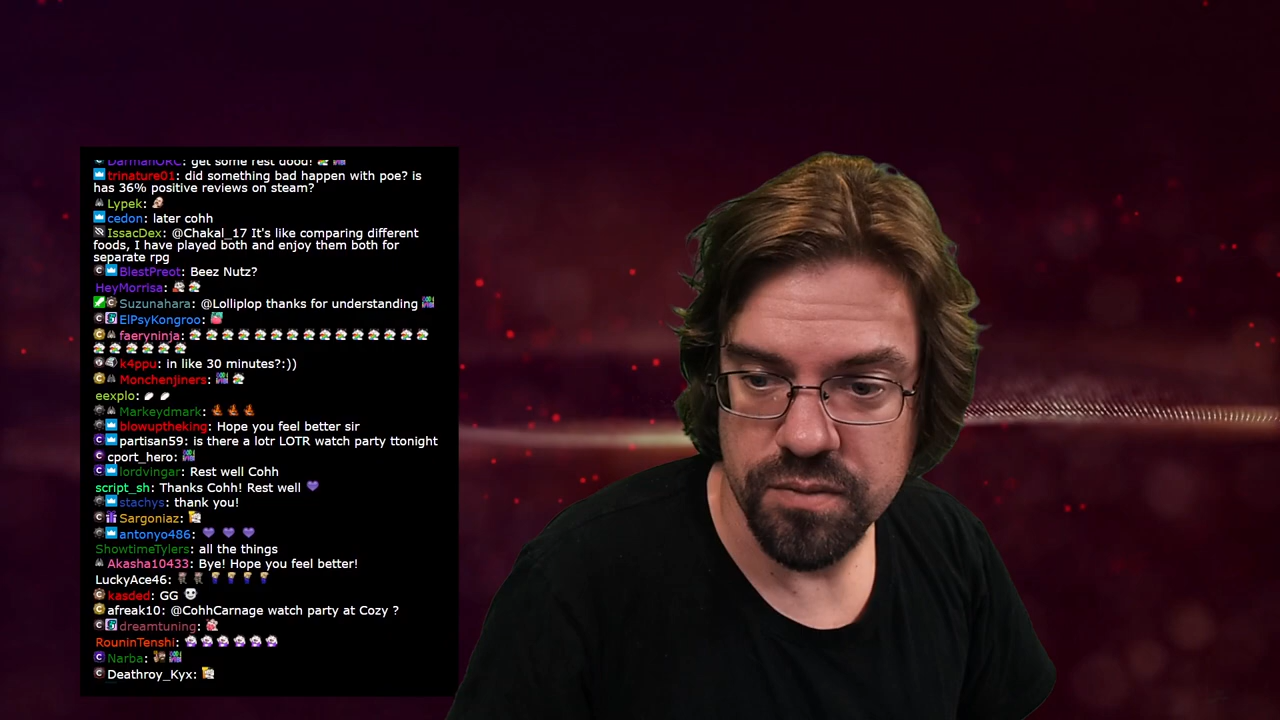 DarmanORC: get some rest dood!
trinature01: did something bad happen with poe? is
has 36% positive reviews on steam?
Lypek:
cedon: later cohh
IssacDex: @Chakal_17 It's like comparing different
foods, I have played both and enjoy them both for
separate rpg
BlestPreot: Beez Nutz?
HeyMorrisa:
Suzunahara: @Lolliplop thanks for understanding
ElPsyKongroo:
faeryninja:
k4ppu: in like 30 minutes?:))
Monchenjiners:
eexplo:
Markeydmark:
blowuptheking: Hope you feel better sir
partisan59: is there a lotr LOTR watch party ttonight
cport_hero:
lordvingar: Rest well Cohh
script_sh: Thanks Cohh! Rest well
stachys: thank you!
Sargoniaz:
antonyo486:
ShowtimeTylers: all the things
Akasha10433: Bye! Hope you feel better!
LuckyAce46:
kasded: GG
afreak10: @CohhCarnage watch party at Cozy ?
dreamtuning:
RouninTenshi:
Narba:
Deathroy_Kyx: